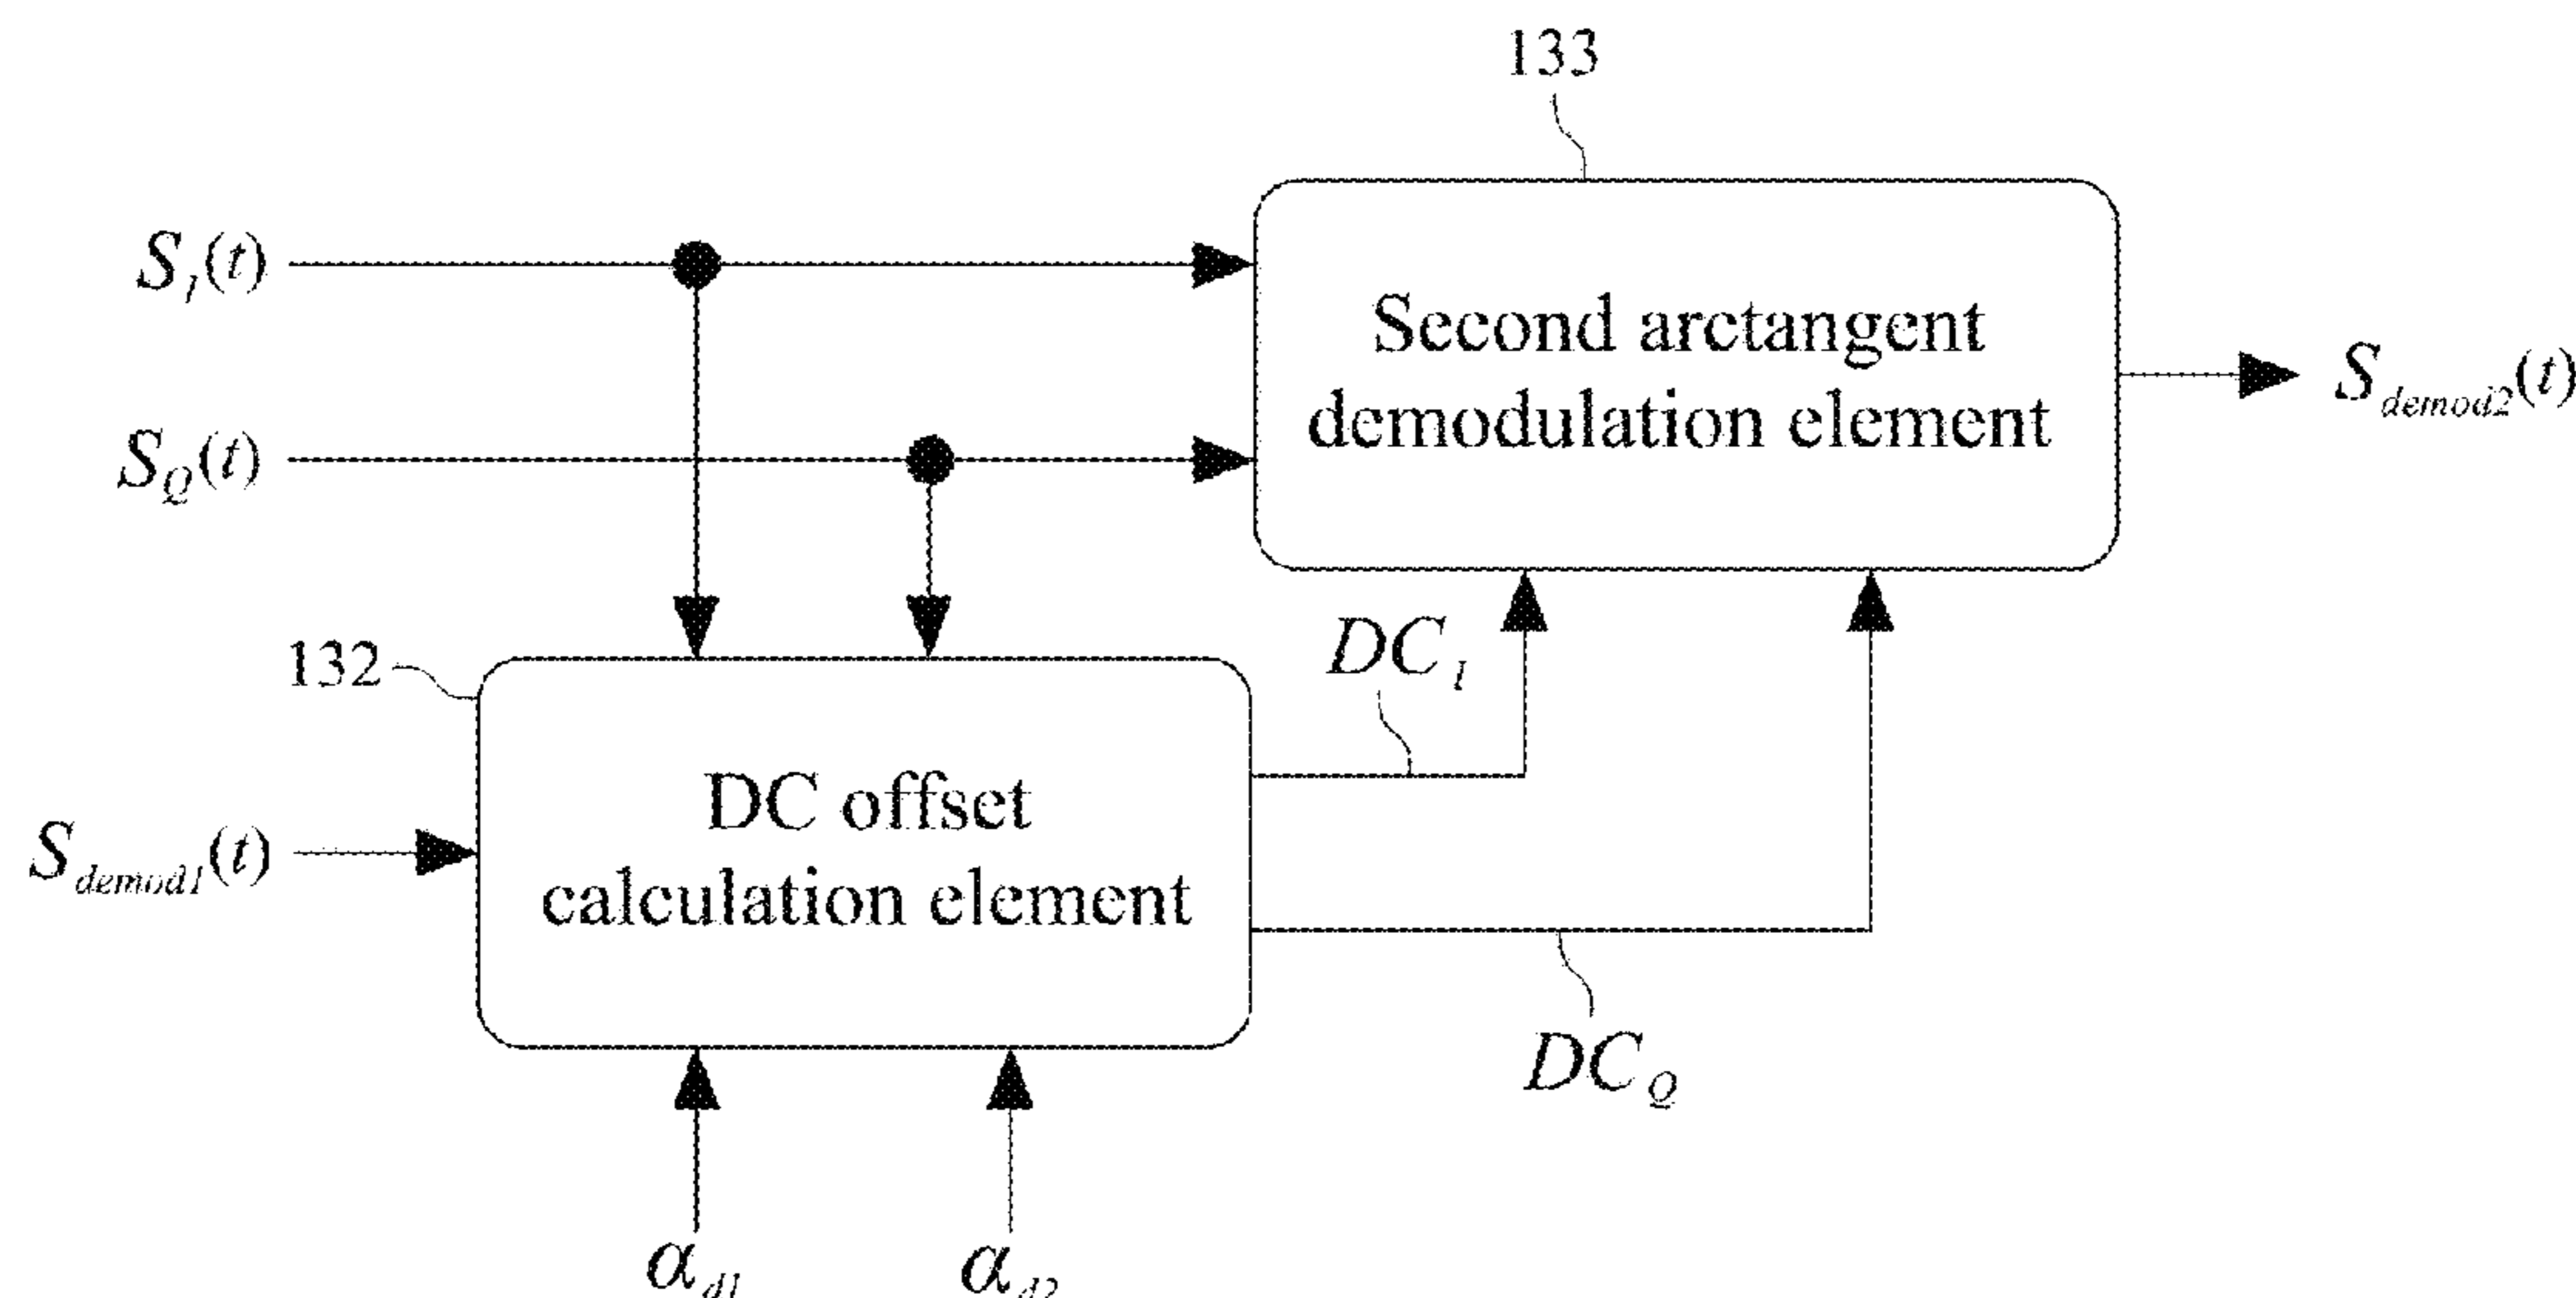 133
S_I(t)
Second arctangent
demodulation element
S_demod2(t)
S_Q(t)
132
DC_I
DC offset
calculation element
S_demod1(t)
DC_Q
α_d1
α_d2